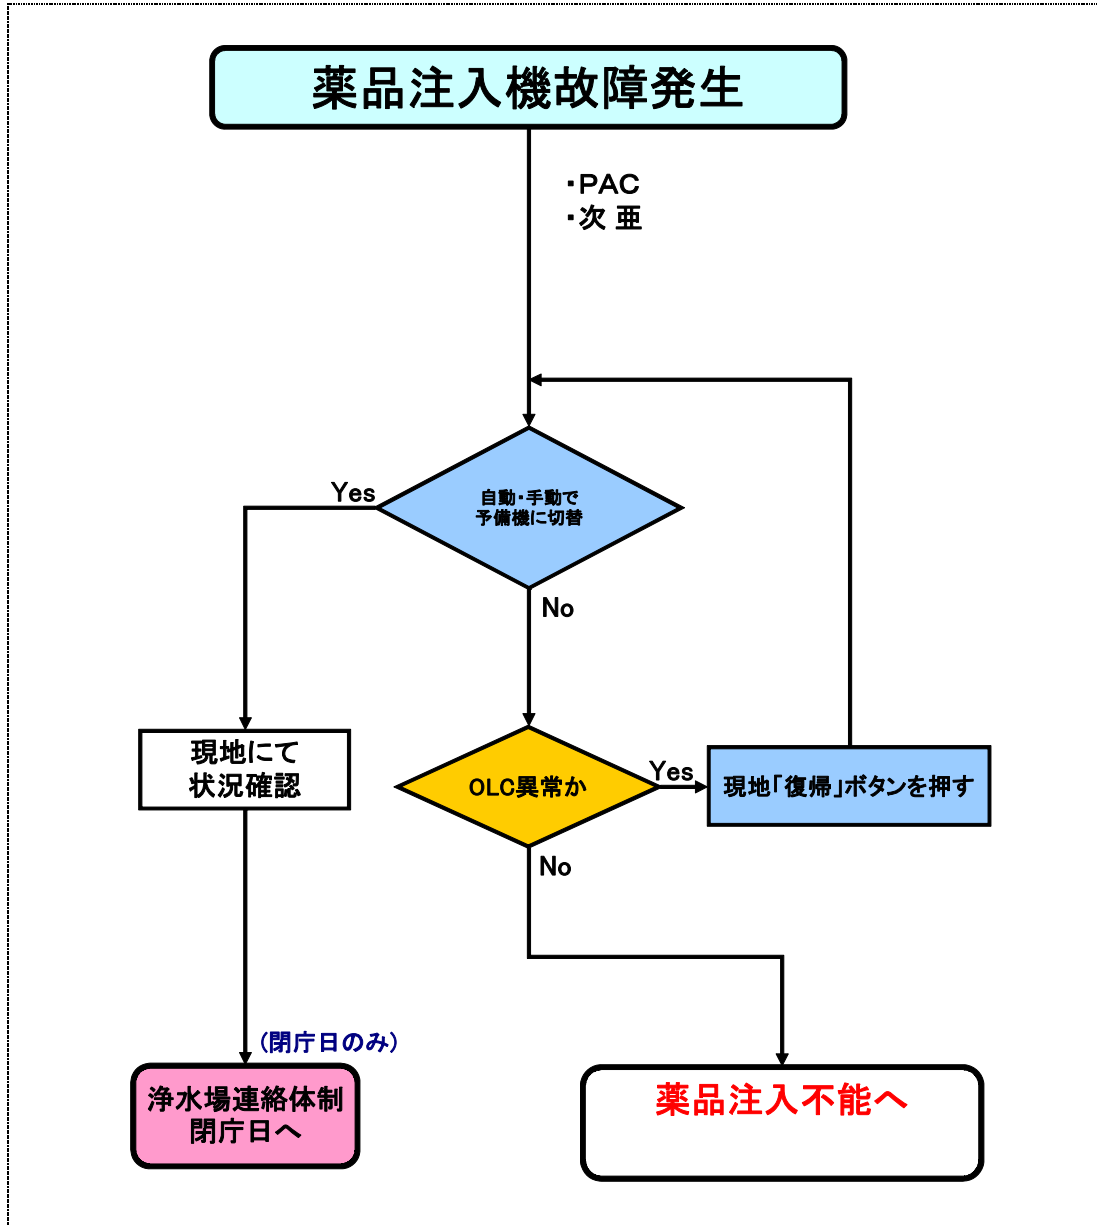 薬品注入機故障発生
・PAC
・次 亜
Yes
自動・手動で
予備機に切替
No
現地にて
状況確認
OLC異常か
Yes
現地「復帰」ボタンを押す
No
(閉庁日のみ)
浄水場連絡体制
閉庁日へ
薬品注入不能へ